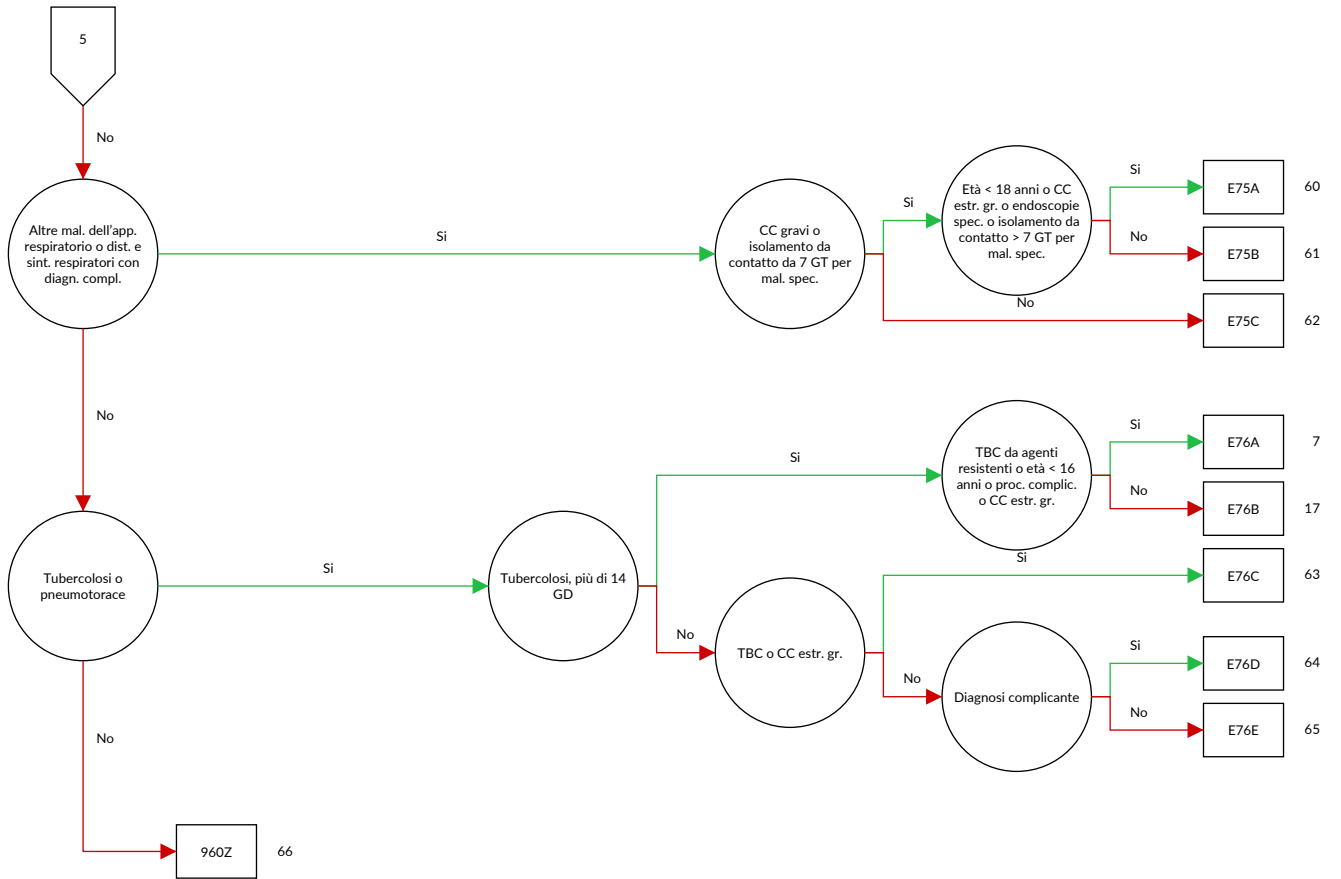 5
No
Altre mal. dell'app.
respiratorio o dist. e
sint. respiratori con
diagn. compl.
Si
CC gravi o
isolamento da
contatto da 7 GT per
mal. spec.
Si
Età < 18 anni o CC
estr. gr. o endoscopie
spec. o isolamento da
contatto > 7 GT per
mal. spec.
Si
E75A
60
No
E75B
61
No
E75C
62
No
Tubercolosi o
pneumotorace
Si
Tubercolosi, più di 14
GD
Si
TBC da agenti
resistenti o età < 16
anni o proc. complic.
o CC estr. gr.
Si
E76A
7
No
E76B
17
No
TBC o CC estr. gr.
Si
E76C
63
No
Diagnosi complicante
Si
E76D
64
No
E76E
65
No
960Z
66